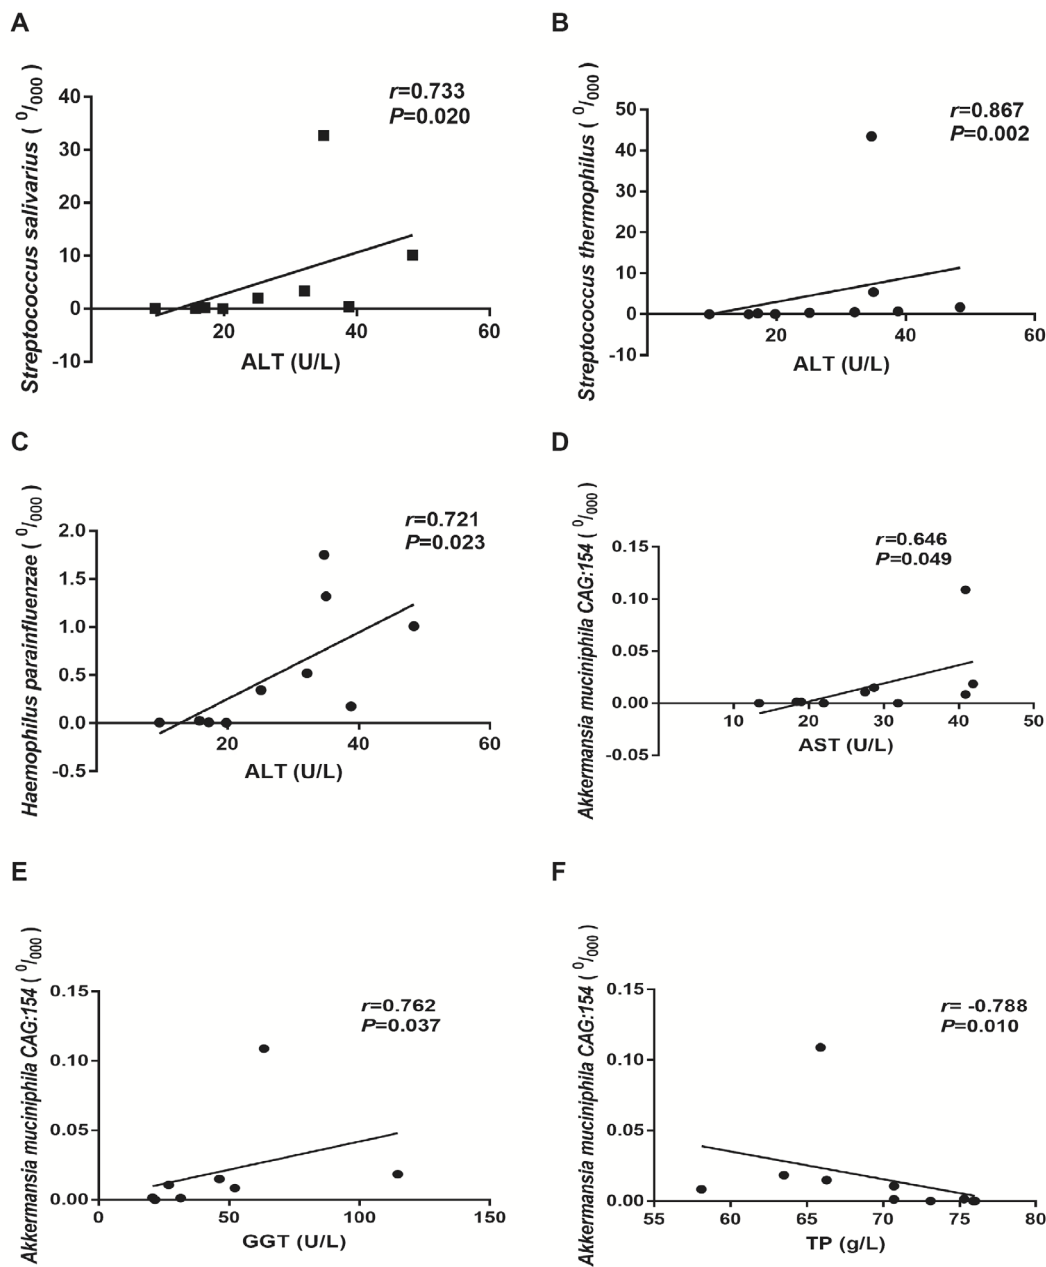 A
Streptococcus salivarius ( 0/000 )
r=0.733
P=0.020
40
30
20
10
0
-10
20
40
60
ALT (U/L)
B
Streptococcus thermophilus ( 0/000 )
r=0.867
P=0.002
50
40
30
20
10
0
-10
20
40
60
ALT (U/L)
C
Haemophilus parainfluenzae ( 0/000 )
r=0.721
P=0.023
2.0
1.5
1.0
0.5
0.0
-0.5
20
40
60
ALT (U/L)
D
Akkermansia muciniphila CAG:154 ( 0/000 )
r=0.646
P=0.049
0.15
0.10
0.05
0.00
-0.05
10
20
30
40
50
AST (U/L)
E
Akkermansia muciniphila CAG:154 ( 0/000 )
r=0.762
P=0.037
0.15
0.10
0.05
0.00
0
50
100
150
GGT (U/L)
F
Akkermansia muciniphila CAG:154 ( 0/000 )
r= -0.788
P=0.010
0.15
0.10
0.05
0.00
55
60
65
70
75
80
TP (g/L)